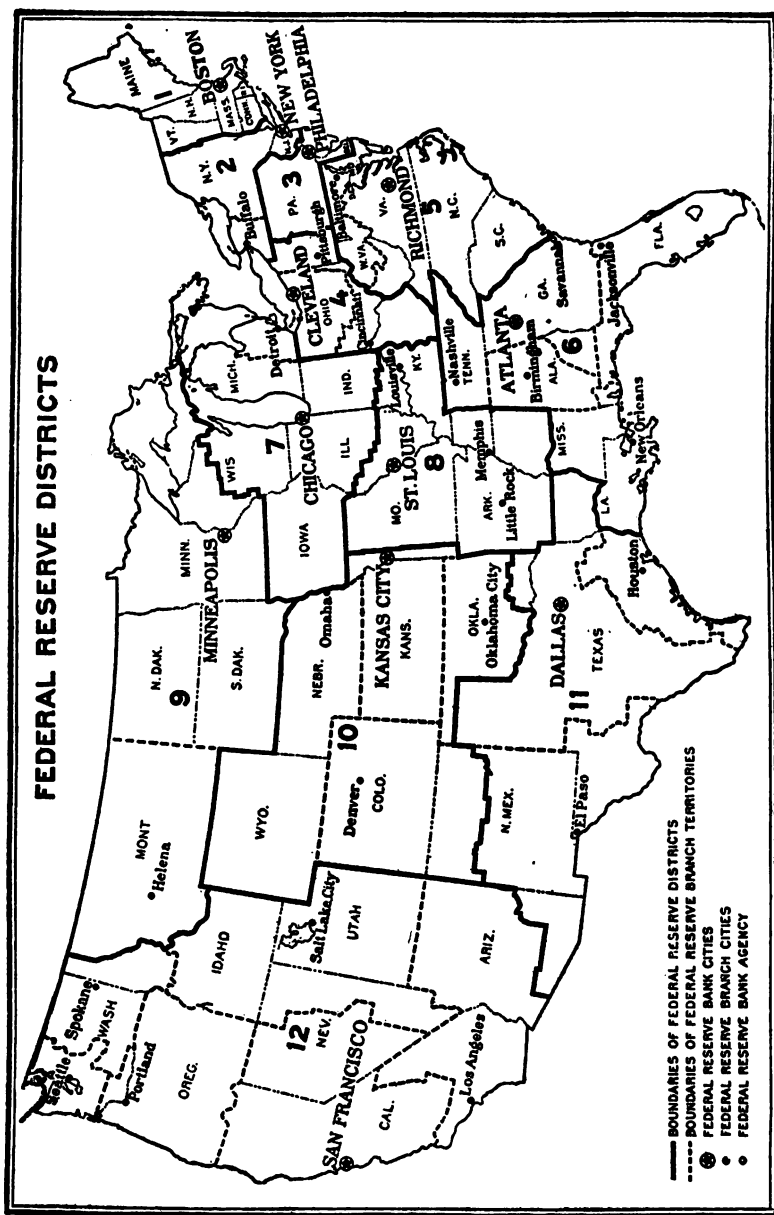 FEDERAL RESERVE DISTRICTS
Seattle
Spokane
WASH
Portland
OREG.
IDAHO
MONT
Helena
N. DAK.
9
S. DAK.
MINN.
MINNEAPOLIS
WIS
MICH.
Detroit
7
CHICAGO
IOWA
ILL
IND.
WYO.
NEBR.
Omaha
10
Denver
COLO.
KANSAS CITY
KANS.
Salt Lake City
UTAH
12
NEV.
SAN FRANCISCO
CAL.
Los Angeles
ARIZ.
N. MEX.
El Paso
OKLA.
Oklahoma City
DALLAS
TEXAS
11
Houston
MO.
ST. LOUIS
8
ARK.
Little Rock
Memphis
LA
MISS.
New Orleans
Louisville
KY.
Nashville
TENN.
ATLANTA
Birmingham
ALA.
6
GA.
Savannah
Jacksonville
FLA.
CLEVELAND
OHIO
4
Cincinnati
Pittsburgh
PA.
3
Buffalo
N.Y.
2
VT.
N.H.
MAINE
1
BOSTON
MASS
CONN.
R.I.
NEW YORK
N.J.
PHILADELPHIA
Baltimore
W.VA.
VA.
RICHMOND
5
N.C.
S.C.
BOUNDARIES OF FEDERAL RESERVE DISTRICTS
BOUNDARIES OF FEDERAL RESERVE BRANCH TERRITORIES
FEDERAL RESERVE BANK CITIES
FEDERAL RESERVE BRANCH CITIES
FEDERAL RESERVE BANK AGENCY